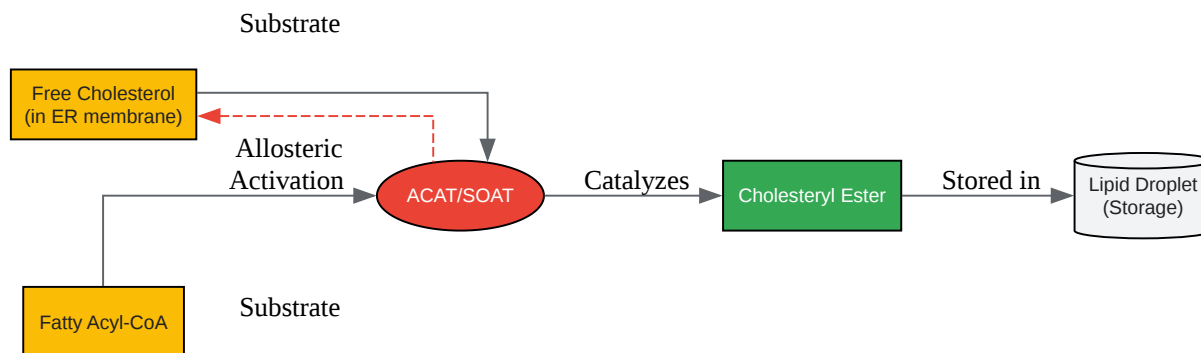 Substrate
Free Cholesterol
(in ER membrane)
Allosteric
Activation
ACAT/SOAT
Catalyzes
Cholesteryl Ester
Stored in
Lipid Droplet
(Storage)
Substrate
Fatty Acyl-CoA